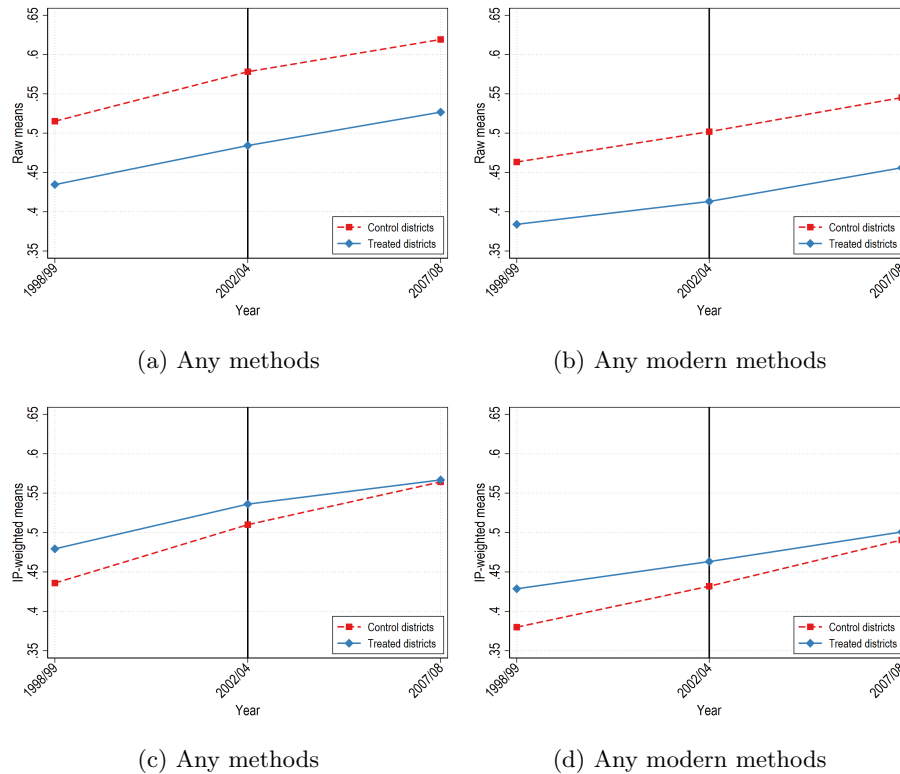 Raw means
.65
.6
.55
.5
.45
.4
.35
1998/99
2002/04
2007/08
Year
Control districts
Treated districts
(a) Any methods
Raw means
.65
.6
.55
.5
.45
.4
.35
1998/99
2002/04
2007/08
Year
Control districts
Treated districts
(b) Any modern methods
IP-weighted means
.65
.6
.55
.5
.45
.4
.35
1998/99
2002/04
2007/08
Year
Control districts
Treated districts
(c) Any methods
IP-weighted means
.65
.6
.55
.5
.45
.4
.35
1998/99
2002/04
2007/08
Year
Control districts
Treated districts
(d) Any modern methods